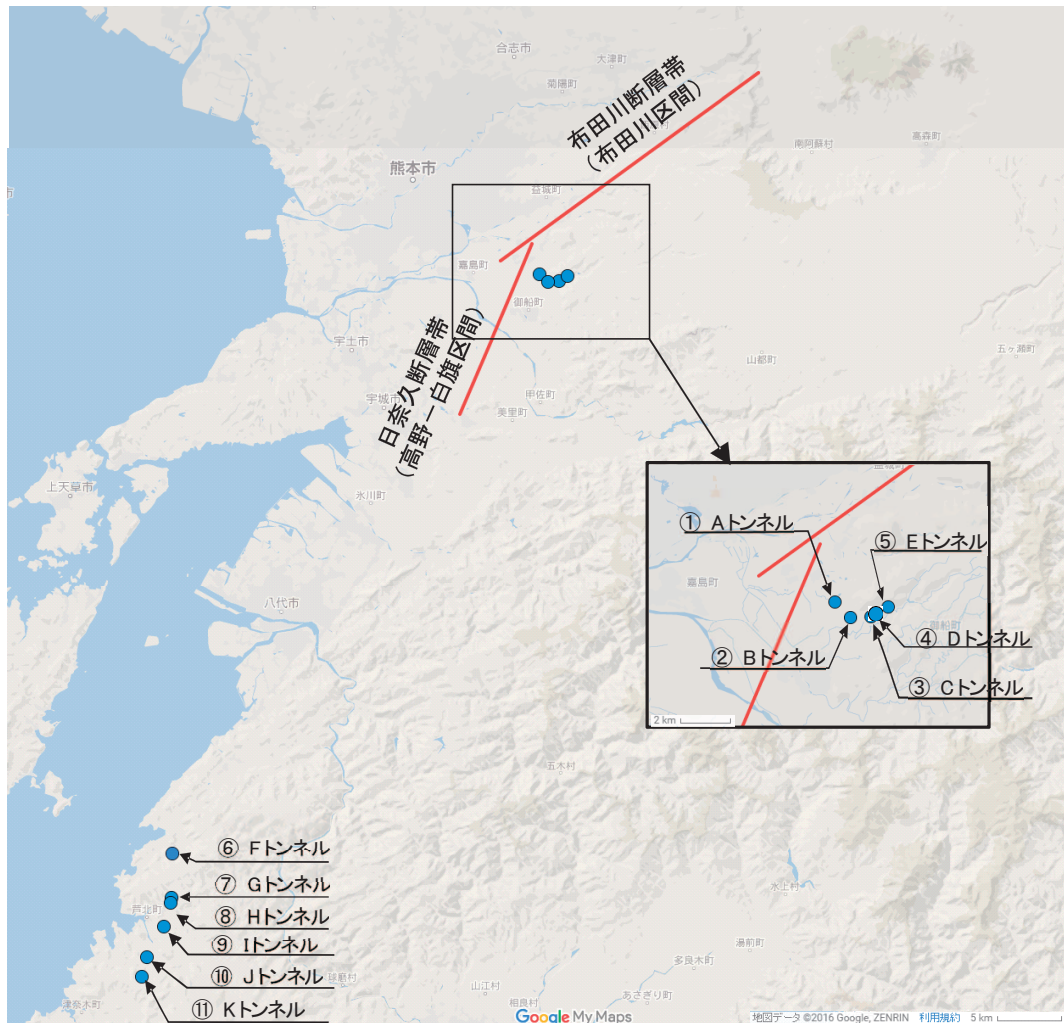 合志市
大津町
菊陽町
布田川断層帯
(布田川区間)
南阿蘇村
高森町
熊本市
益城町
嘉島町
御船町
宇土市
山都町
五ヶ瀬町
日奈久断層帯
(高野ー白旗区間)
宇城市
甲佐町
美里町
上天草市
氷川町
益城町
① Aトンネル
⑤ Eトンネル
嘉島町
御船町
④ Dトンネル
② Bトンネル
③ Cトンネル
2 km
八代市
五木村
⑥ Fトンネル
⑦ Gトンネル
芦北町
⑧ Hトンネル
⑨ Iトンネル
⑩ Jトンネル
⑪ Kトンネル
水上村
湯前町
多良木町
球磨村
山江村
相良村
あさぎり町
津奈木町
Google My Maps
地図データ ©2016 Google, ZENRIN 利用規約 5 km